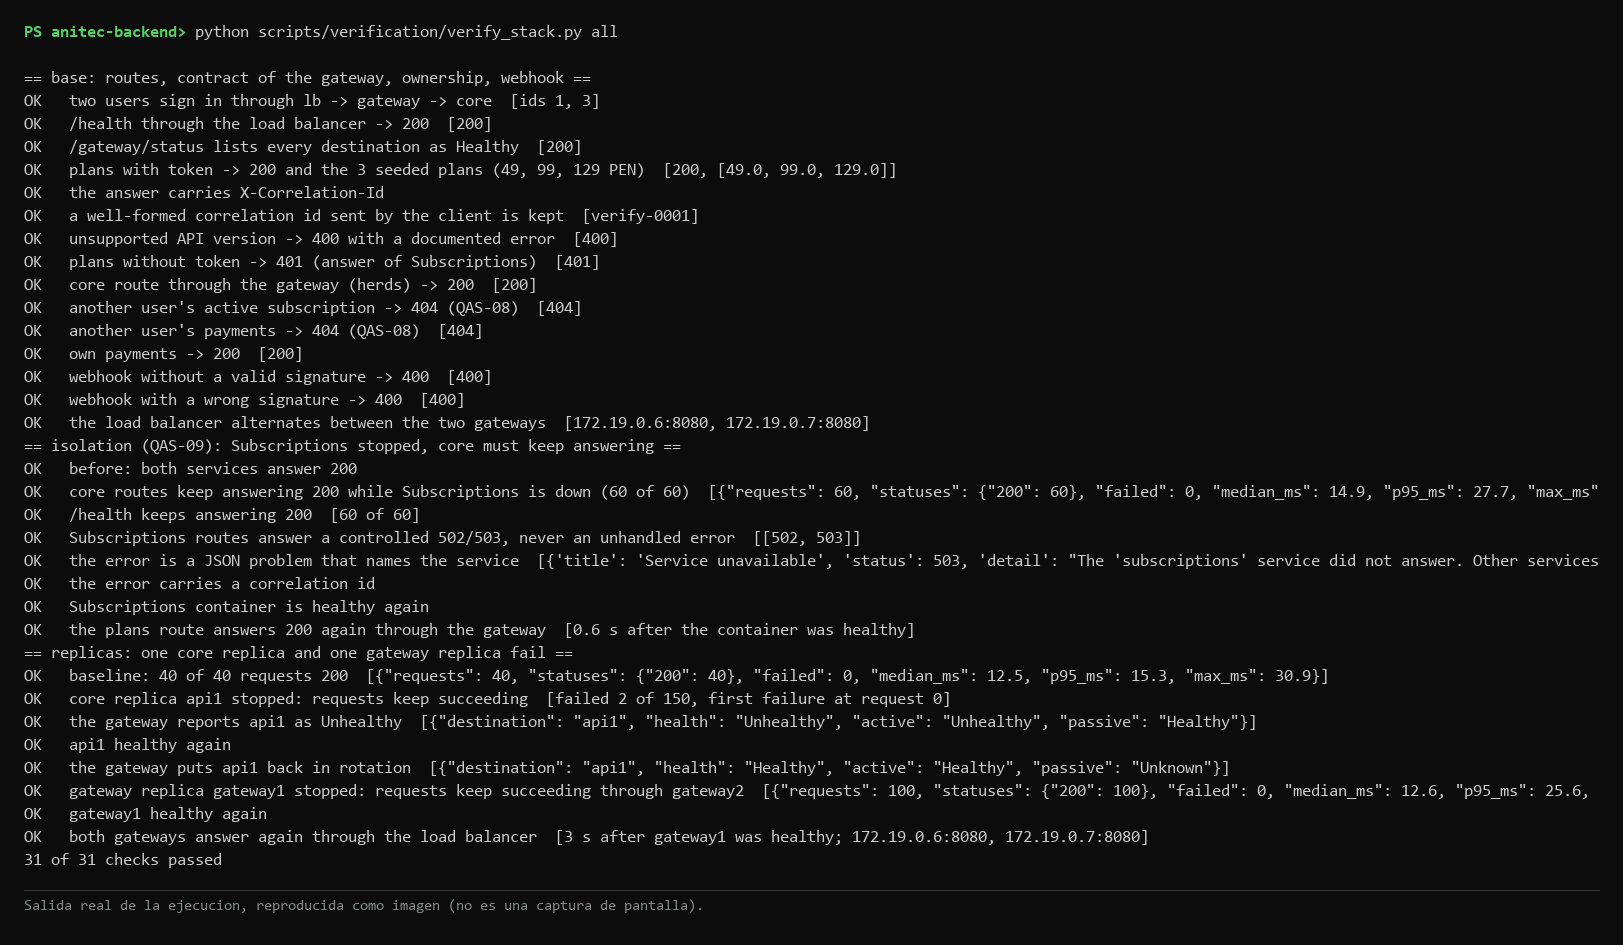 PS anitec-backend> python scripts/verification/verify_stack.py all
== base: routes, contract of the gateway, ownership, webhook ==
OK   two users sign in through lb -> gateway -> core  [ids 1, 3]
OK   /health through the load balancer -> 200  [200]
OK   /gateway/status lists every destination as Healthy  [200]
OK   plans with token -> 200 and the 3 seeded plans (49, 99, 129 PEN)  [200, [49.0, 99.0, 129.0]]
OK   the answer carries X-Correlation-Id
OK   a well-formed correlation id sent by the client is kept  [verify-0001]
OK   unsupported API version -> 400 with a documented error  [400]
OK   plans without token -> 401 (answer of Subscriptions)  [401]
OK   core route through the gateway (herds) -> 200  [200]
OK   another user's active subscription -> 404 (QAS-08)  [404]
OK   another user's payments -> 404 (QAS-08)  [404]
OK   own payments -> 200  [200]
OK   webhook without a valid signature -> 400  [400]
OK   webhook with a wrong signature -> 400  [400]
OK   the load balancer alternates between the two gateways  [172.19.0.6:8080, 172.19.0.7:8080]
== isolation (QAS-09): Subscriptions stopped, core must keep answering ==
OK   before: both services answer 200
OK   core routes keep answering 200 while Subscriptions is down (60 of 60)  [{"requests": 60, "statuses": {"200": 60}, "failed": 0, "median_ms": 14.9, "p95_ms": 27.7, "max_ms"
OK   /health keeps answering 200  [60 of 60]
OK   Subscriptions routes answer a controlled 502/503, never an unhandled error  [[502, 503]]
OK   the error is a JSON problem that names the service  [{'title': 'Service unavailable', 'status': 503, 'detail': "The 'subscriptions' service did not answer. Other services
OK   the error carries a correlation id
OK   Subscriptions container is healthy again
OK   the plans route answers 200 again through the gateway  [0.6 s after the container was healthy]
== replicas: one core replica and one gateway replica fail ==
OK   baseline: 40 of 40 requests 200  [{"requests": 40, "statuses": {"200": 40}, "failed": 0, "median_ms": 12.5, "p95_ms": 15.3, "max_ms": 30.9}]
OK   core replica api1 stopped: requests keep succeeding  [failed 2 of 150, first failure at request 0]
OK   the gateway reports api1 as Unhealthy  [{"destination": "api1", "health": "Unhealthy", "active": "Unhealthy", "passive": "Healthy"}]
OK   api1 healthy again
OK   the gateway puts api1 back in rotation  [{"destination": "api1", "health": "Healthy", "active": "Healthy", "passive": "Unknown"}]
OK   gateway replica gateway1 stopped: requests keep succeeding through gateway2  [{"requests": 100, "statuses": {"200": 100}, "failed": 0, "median_ms": 12.6, "p95_ms": 25.6,
OK   gateway1 healthy again
OK   both gateways answer again through the load balancer  [3 s after gateway1 was healthy; 172.19.0.6:8080, 172.19.0.7:8080]
31 of 31 checks passed
Salida real de la ejecucion, reproducida como imagen (no es una captura de pantalla).